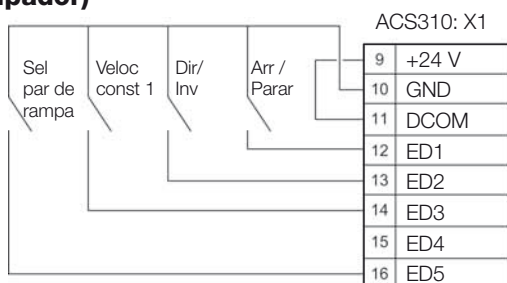 pador)
ACS310: X1
Sel
par de
rampa
Veloc
const 1
Dir/
Inv
Arr /
Parar
9 +24 V
10 GND
11 DCOM
12 ED1
13 ED2
14 ED3
15 ED4
16 ED5